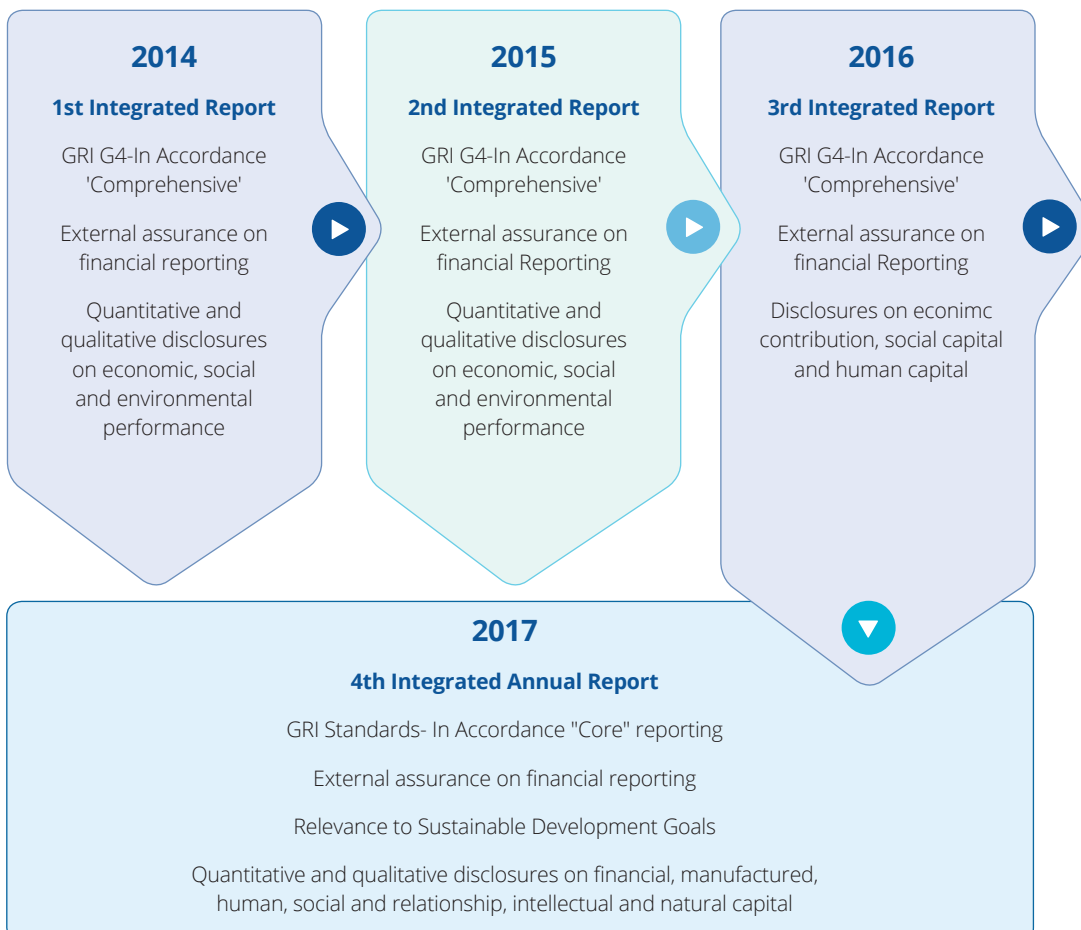 2014
1st Integrated Report
GRI G4-In Accordance
'Comprehensive'
External assurance on
financial reporting
Quantitative and
qualitative disclosures
on economic, social
and environmental
performance
2015
2nd Integrated Report
GRI G4-In Accordance
'Comprehensive'
External assurance on
financial Reporting
Quantitative and
qualitative disclosures
on economic, social
and environmental
performance
2016
3rd Integrated Report
GRI G4-In Accordance
'Comprehensive'
External assurance on
financial Reporting
Disclosures on econimc
contribution, social capital
and human capital
2017
4th Integrated Annual Report
GRI Standards- In Accordance "Core" reporting
External assurance on financial reporting
Relevance to Sustainable Development Goals
Quantitative and qualitative disclosures on financial, manufactured,
human, social and relationship, intellectual and natural capital